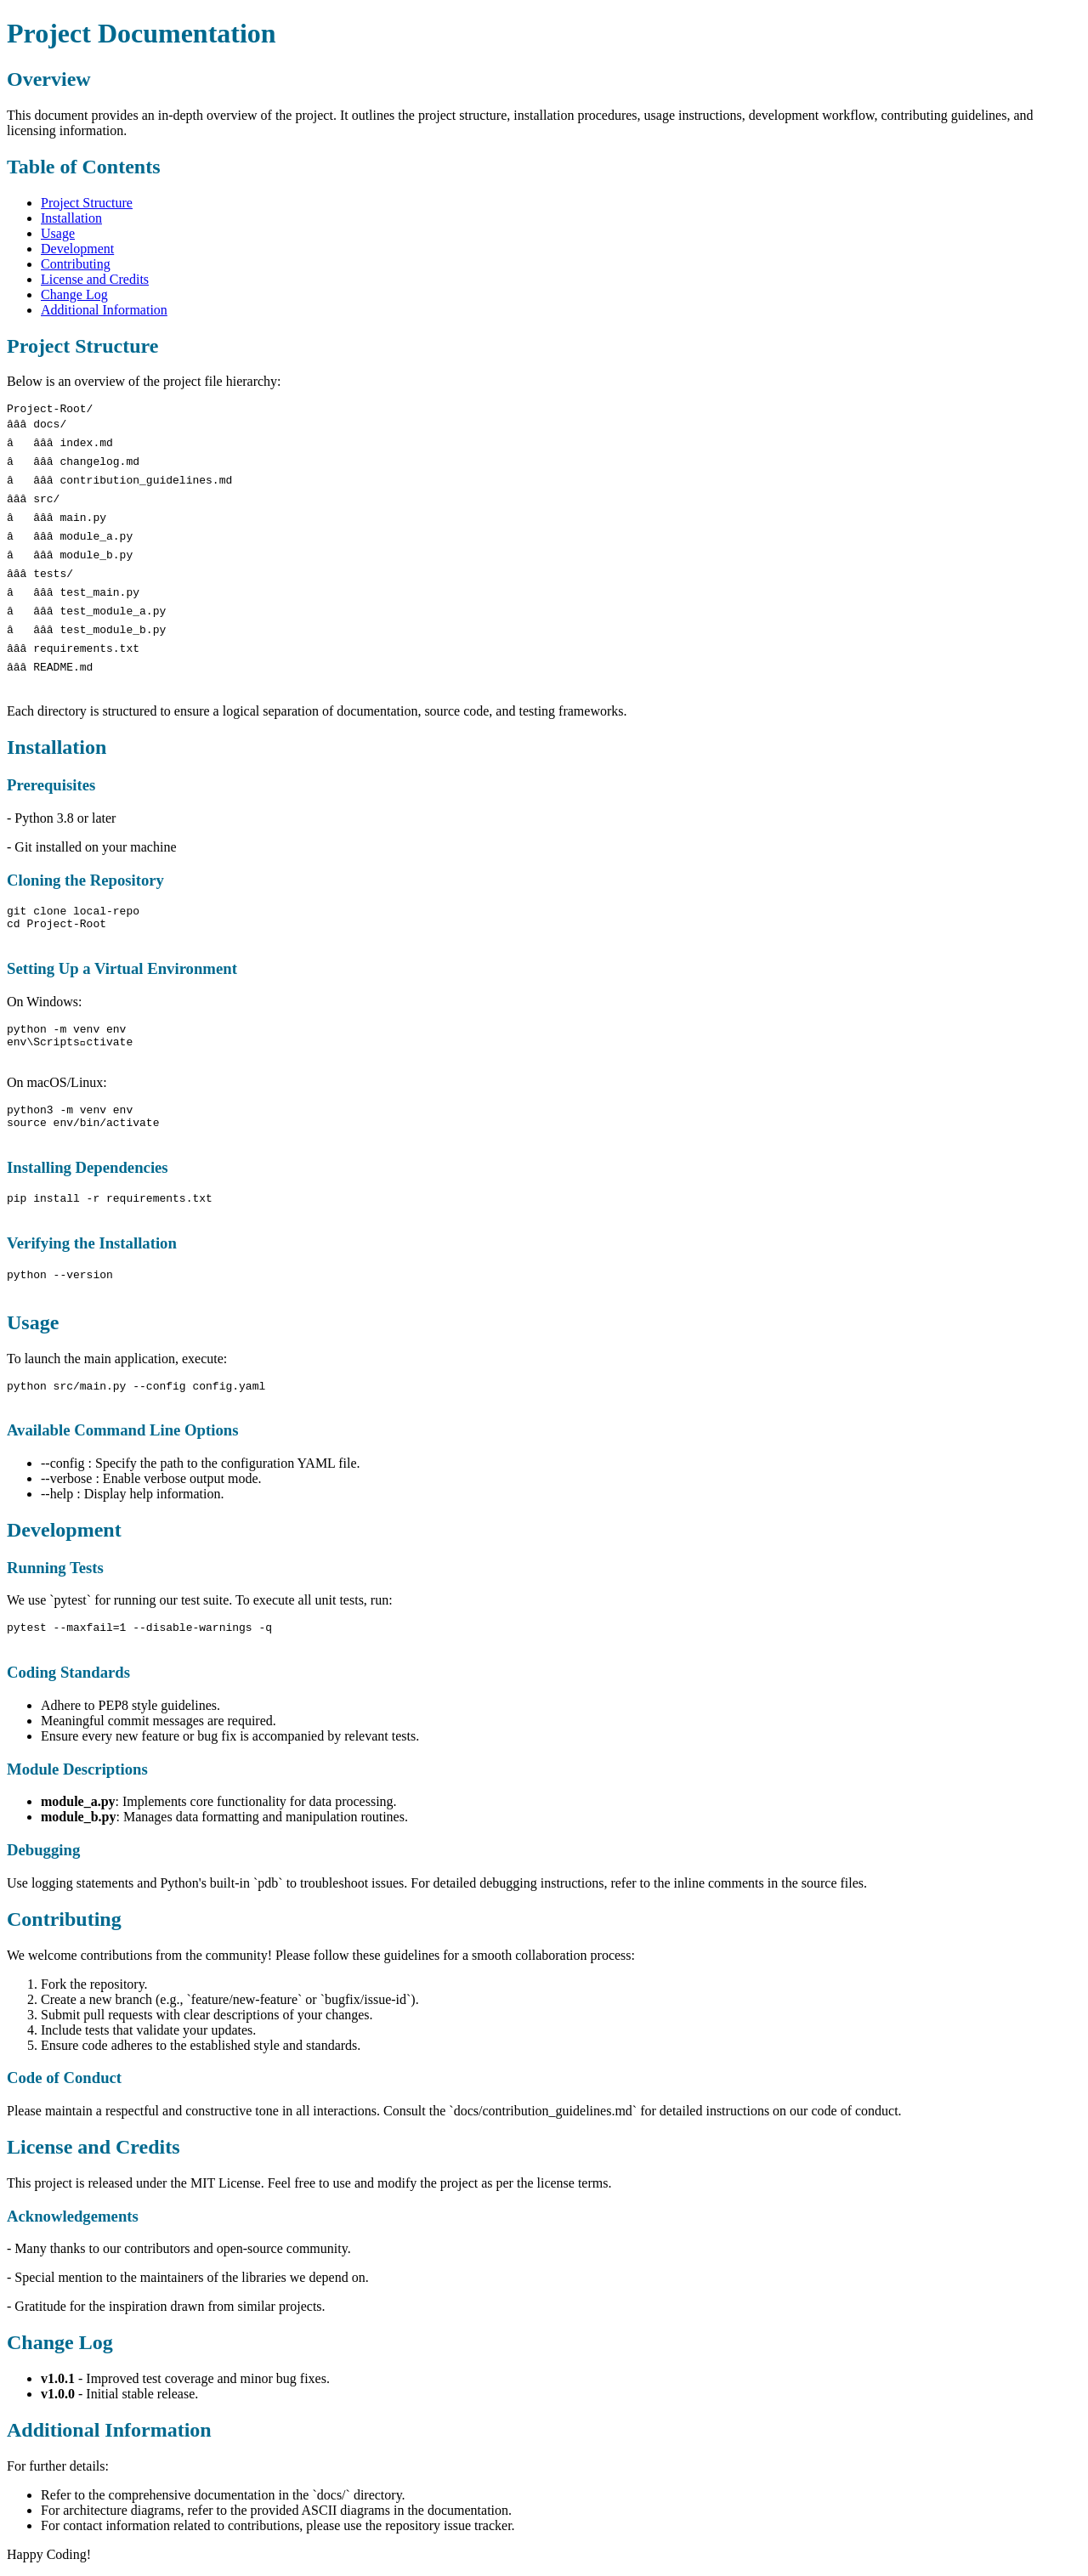 Project Documentation
Overview
This document provides an in-depth overview of the project. It outlines the project structure, installation procedures, usage instructions, development workflow, contributing guidelines, and
licensing information.
Table of Contents
Project Structure
Installation
Usage
Development
Contributing
License and Credits
Change Log
Additional Information
Project Structure
Below is an overview of the project file hierarchy:
Project-Root/
âââ docs/
â   âââ index.md
â   âââ changelog.md
â   âââ contribution_guidelines.md
âââ src/
â   âââ main.py
â   âââ module_a.py
â   âââ module_b.py
âââ tests/
â   âââ test_main.py
â   âââ test_module_a.py
â   âââ test_module_b.py
âââ requirements.txt
âââ README.md
Each directory is structured to ensure a logical separation of documentation, source code, and testing frameworks.
Installation
Prerequisites
- Python 3.8 or later
- Git installed on your machine
Cloning the Repository
git clone local-repo
cd Project-Root
Setting Up a Virtual Environment
On Windows:
python -m venv env
env\Scripts□ctivate
On macOS/Linux:
python3 -m venv env
source env/bin/activate
Installing Dependencies
pip install -r requirements.txt
Verifying the Installation
python --version
Usage
To launch the main application, execute:
python src/main.py --config config.yaml
Available Command Line Options
--config : Specify the path to the configuration YAML file.
--verbose : Enable verbose output mode.
--help : Display help information.
Development
Running Tests
We use `pytest` for running our test suite. To execute all unit tests, run:
pytest --maxfail=1 --disable-warnings -q
Coding Standards
Adhere to PEP8 style guidelines.
Meaningful commit messages are required.
Ensure every new feature or bug fix is accompanied by relevant tests.
Module Descriptions
module_a.py: Implements core functionality for data processing.
module_b.py: Manages data formatting and manipulation routines.
Debugging
Use logging statements and Python's built-in `pdb` to troubleshoot issues. For detailed debugging instructions, refer to the inline comments in the source files.
Contributing
We welcome contributions from the community! Please follow these guidelines for a smooth collaboration process:
1. Fork the repository.
2. Create a new branch (e.g., `feature/new-feature` or `bugfix/issue-id`).
3. Submit pull requests with clear descriptions of your changes.
4. Include tests that validate your updates.
5. Ensure code adheres to the established style and standards.
Code of Conduct
Please maintain a respectful and constructive tone in all interactions. Consult the `docs/contribution_guidelines.md` for detailed instructions on our code of conduct.
License and Credits
This project is released under the MIT License. Feel free to use and modify the project as per the license terms.
Acknowledgements
- Many thanks to our contributors and open-source community.
- Special mention to the maintainers of the libraries we depend on.
- Gratitude for the inspiration drawn from similar projects.
Change Log
v1.0.1 - Improved test coverage and minor bug fixes.
v1.0.0 - Initial stable release.
Additional Information
For further details:
Refer to the comprehensive documentation in the `docs/` directory.
For architecture diagrams, refer to the provided ASCII diagrams in the documentation.
For contact information related to contributions, please use the repository issue tracker.
Happy Coding!